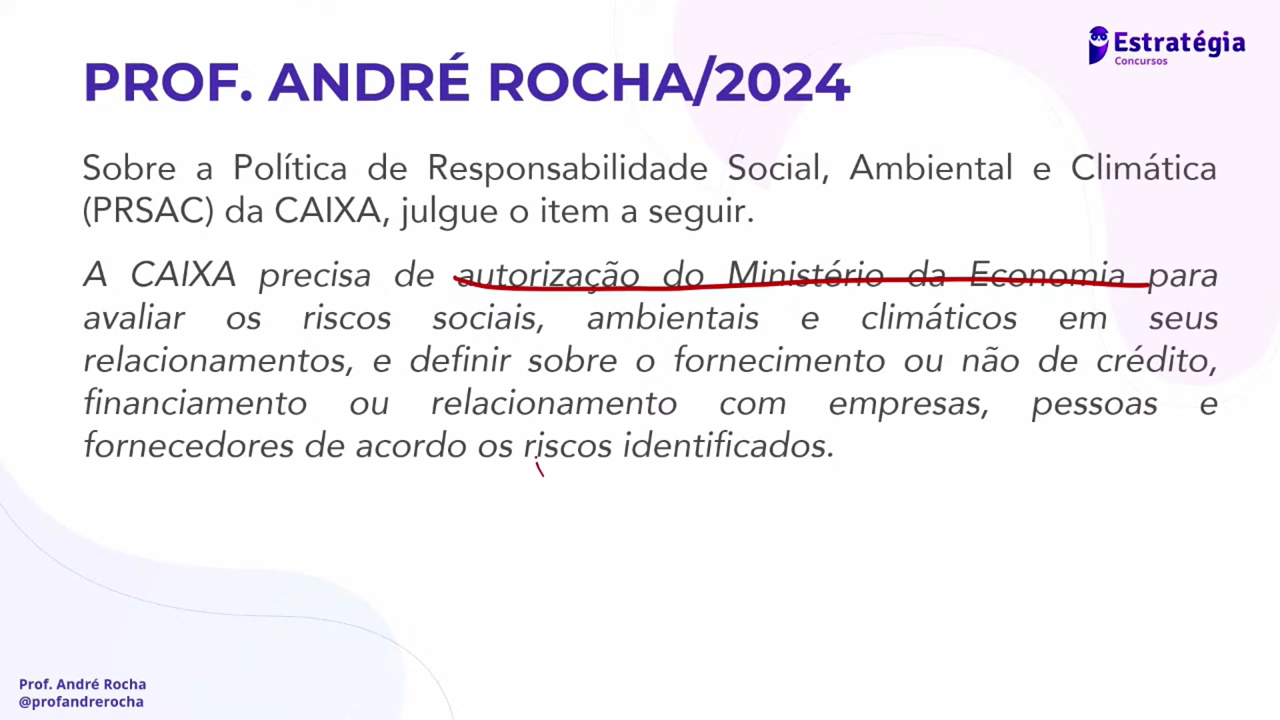 Estratégia
Concursos
PROF. ANDRÉ ROCHA/2024
Sobre a Política de Responsabilidade Social, Ambiental e Climática
(PRSAC) da CAIXA, julgue o item a seguir.
A CAIXA precisa de autorização do Ministério da Economia para
avaliar os riscos sociais, ambientais e climáticos em seus
relacionamentos, e definir sobre o fornecimento ou não de crédito,
financiamento ou relacionamento com empresas, pessoas e
fornecedores de acordo os riscos identificados.
Prof. André Rocha
@profandrerocha